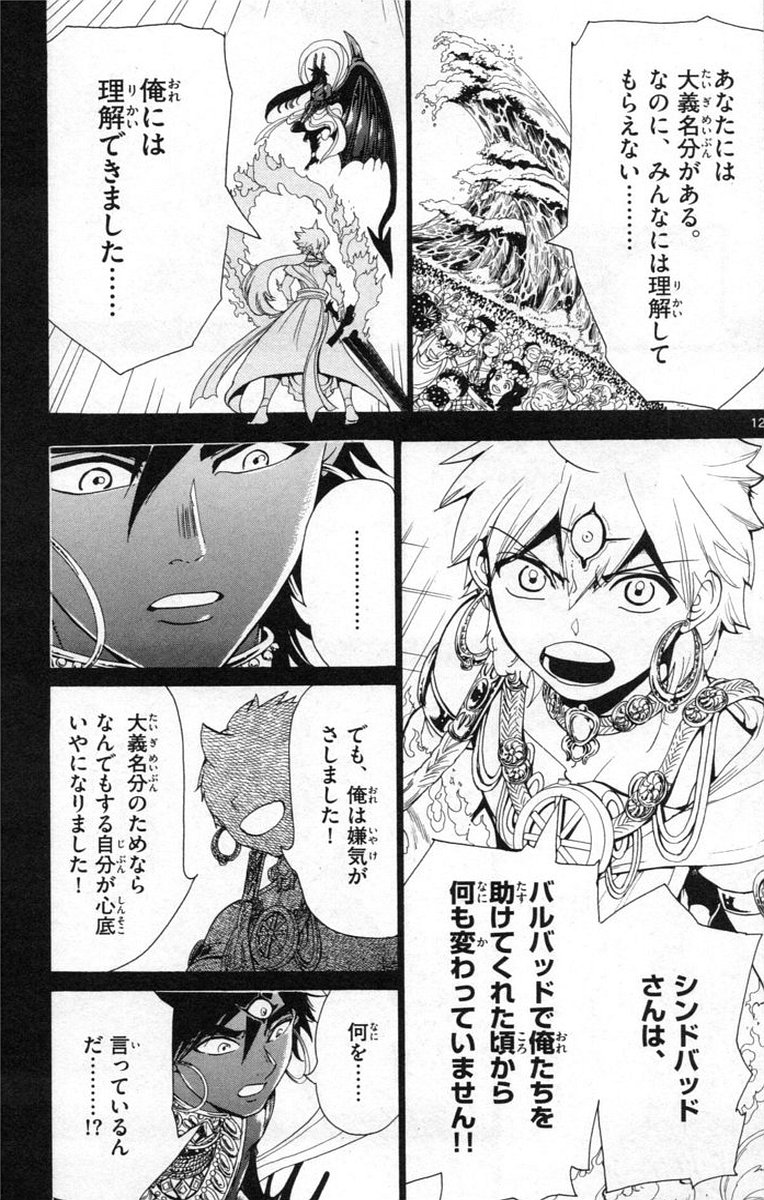 あなたには
大義名分がある。
なのに、みんなには理解して
もらえない………
俺には
理解できました……
12
シンドバッド
さんは、
バルバッドで俺たちを
助けてくれた頃から
何も変わっていません!!
………
でも、俺は嫌気が
さしました！
大義名分のためなら
なんでもする自分が心底
いやになりました！
何を……
言っているん
だ………!?